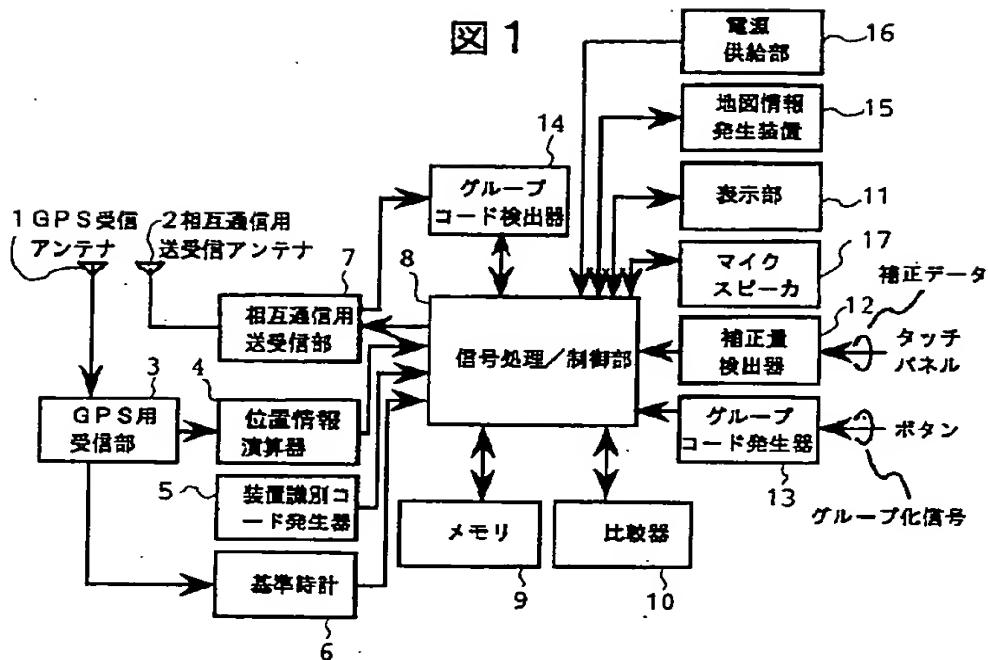 図1
電源
供給部
16
地図情報
発生装置
15
14
グループ
コード検出器
表示部
11
1GPS受信
アンテナ
2相互通信用
送受信アンテナ
マイク
スピーカ
17
補正データ
7
8
相互通信用
送受信部
信号処理/制御部
12
補正量
検出器
タッチ
パネル
3
GPS用
受信部
4
位置情報
演算器
グループ
コード発生器
13
ボタン
グループ化信号
5
装置識別コ
ード発生器
メモリ
9
比較器
10
基準時計
6